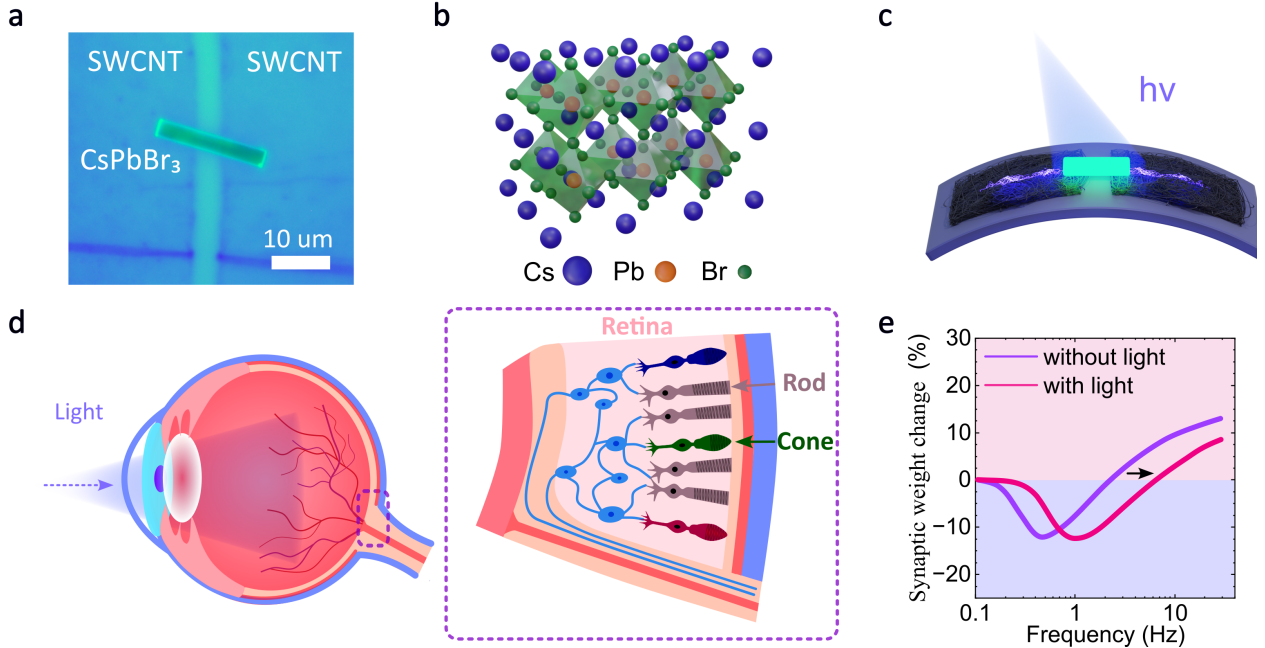 a
SWCNT SWCNT
CsPbBr₃
10 um
b
Cs Pb Br
c
hv
d
Light
Retina
Rod
Cone
e
Synaptic weight change (%)
30
20
10
0
−10
−20
without light
with light
0.1 1 10
Frequency (Hz)